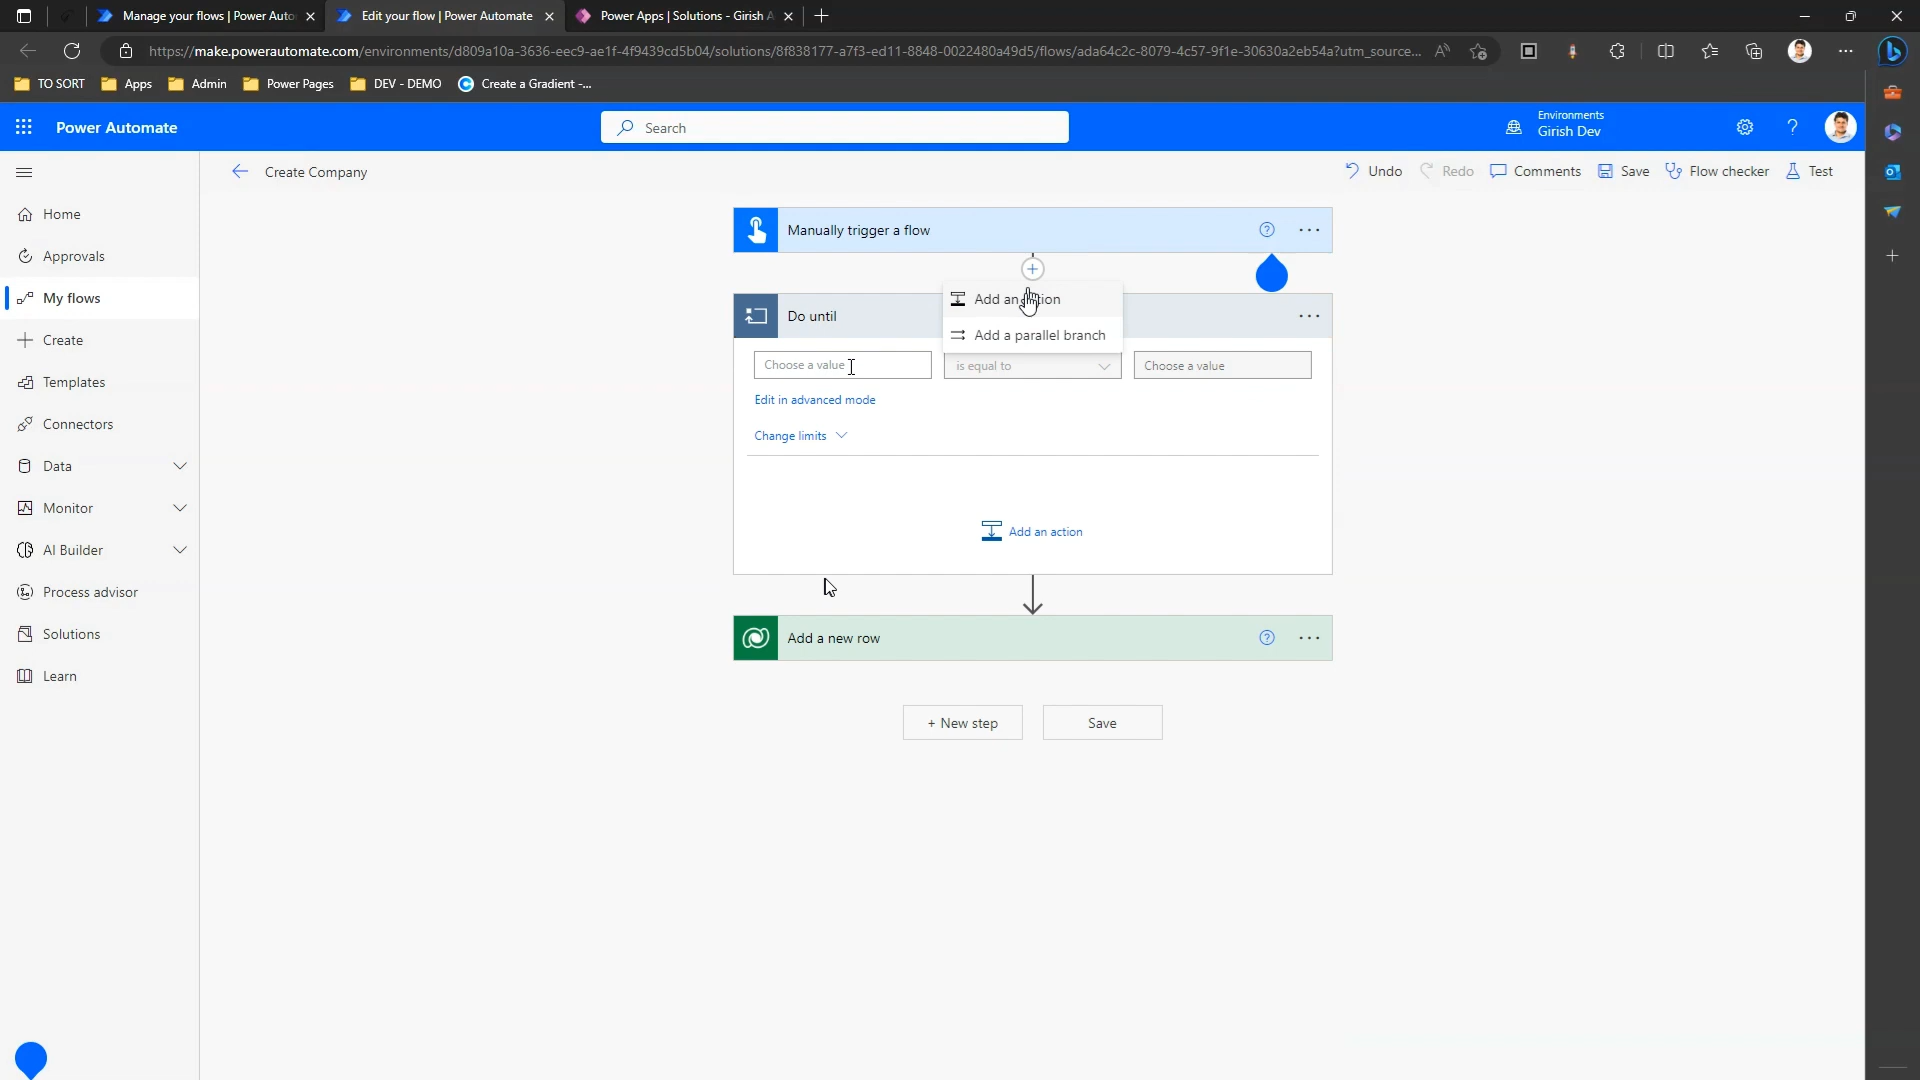 Manage your flows | Power Auto
Edit your flow | Power Automate
Power Apps | Solutions - Girish A
https://make.powerautomate.com/environments/d809a10a-3636-eec9-ae1f-4f9439cd5b04/solutions/8f838177-a7f3-ed11-8848-0022480a49d5/flows/ada64c2c-8079-4c57-9f1e-30630a2eb54a?utm_source...
TO SORT
Apps
Admin
Power Pages
DEV - DEMO
Create a Gradient -...
Power Automate
Search
Environments
Girish Dev
Create Company
Undo
Redo
Comments
Save
Flow checker
Test
Home
Approvals
My flows
Create
Templates
Connectors
Data
Monitor
AI Builder
Process advisor
Solutions
Learn
Manually trigger a flow
Add an action
Add a parallel branch
Do until
Choose a value
is equal to
Choose a value
Edit in advanced mode
Change limits
Add an action
Add a new row
+ New step
Save